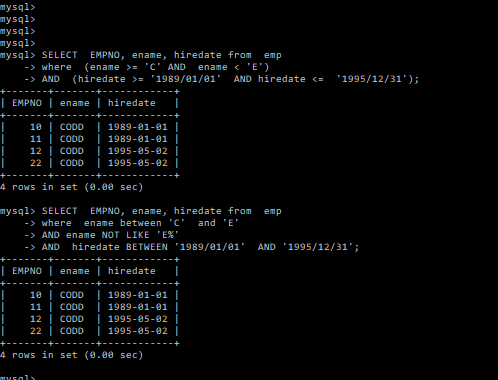 mysql>
mysql>
mysql>
mysql>
mysql> SELECT  EMPNO, ename, hiredate from  emp
    -> where  (ename >= 'C' AND  ename < 'E')
    -> AND  (hiredate >= '1989/01/01'  AND hiredate <=  '1995/12/31');
+-------+-------+------------+
| EMPNO | ename | hiredate   |
+-------+-------+------------+
|    10 | CODD  | 1989-01-01 |
|    11 | CODD  | 1989-01-01 |
|    12 | CODD  | 1995-05-02 |
|    22 | CODD  | 1995-05-02 |
+-------+-------+------------+
4 rows in set (0.00 sec)
mysql> SELECT  EMPNO, ename, hiredate from  emp
    -> where  ename between 'C'  and 'E'
    -> AND ename NOT LIKE 'E%'
    -> AND  hiredate BETWEEN '1989/01/01'  AND '1995/12/31';
+-------+-------+------------+
| EMPNO | ename | hiredate   |
+-------+-------+------------+
|    10 | CODD  | 1989-01-01 |
|    11 | CODD  | 1989-01-01 |
|    12 | CODD  | 1995-05-02 |
|    22 | CODD  | 1995-05-02 |
+-------+-------+------------+
4 rows in set (0.00 sec)
mysql>